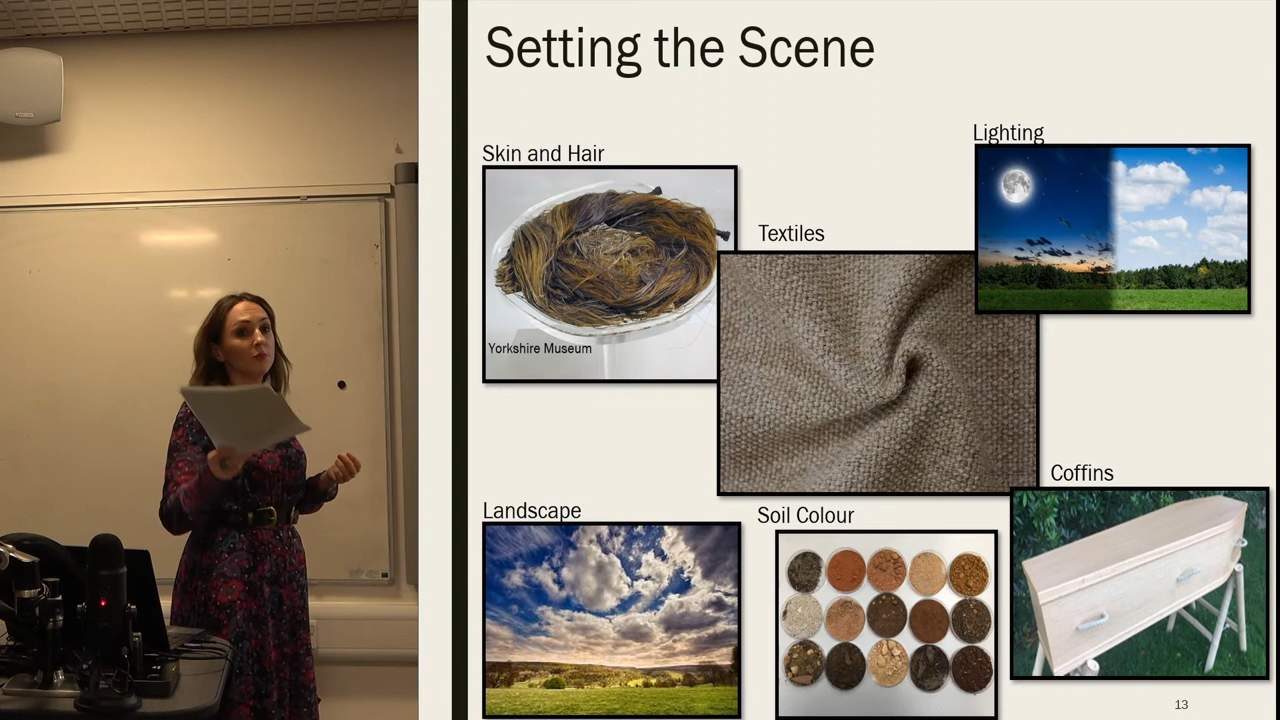 Setting the Scene
Lighting
Skin and Hair
Textiles
Yorkshire Museum
Coffins
Landscape
Soil Colour
13